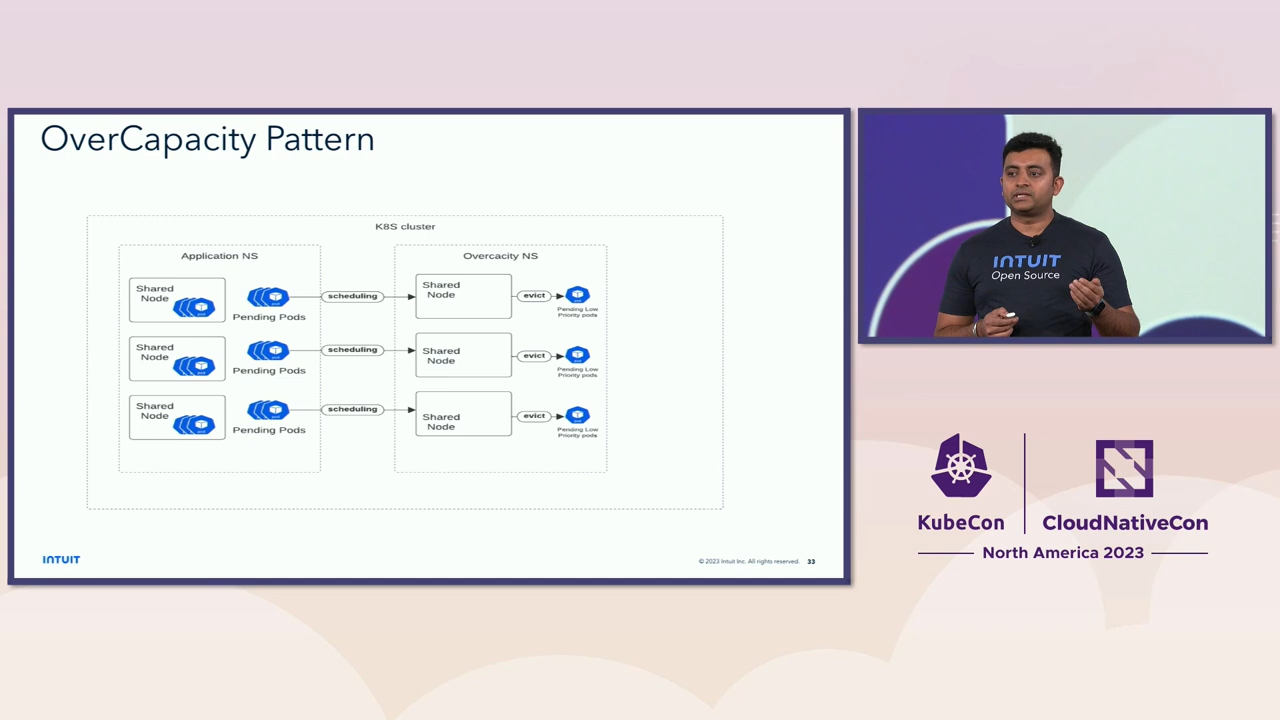 OverCapacity Pattern
K8S cluster
Application NS
Shared
Node
Pending Pods
scheduling
Shared
Node
Pending Pods
scheduling
Shared
Node
Pending Pods
scheduling
Overcacity NS
Shared
Node
evict
Pending Low
Priority pods
Shared
Node
evict
Pending Low
Priority pods
Shared
Node
evict
Pending Low
Priority pods
INTUIT
© 2023 Intuit Inc. All rights reserved. 33
INTUIT
Open Source
KubeCon
CloudNativeCon
North America 2023